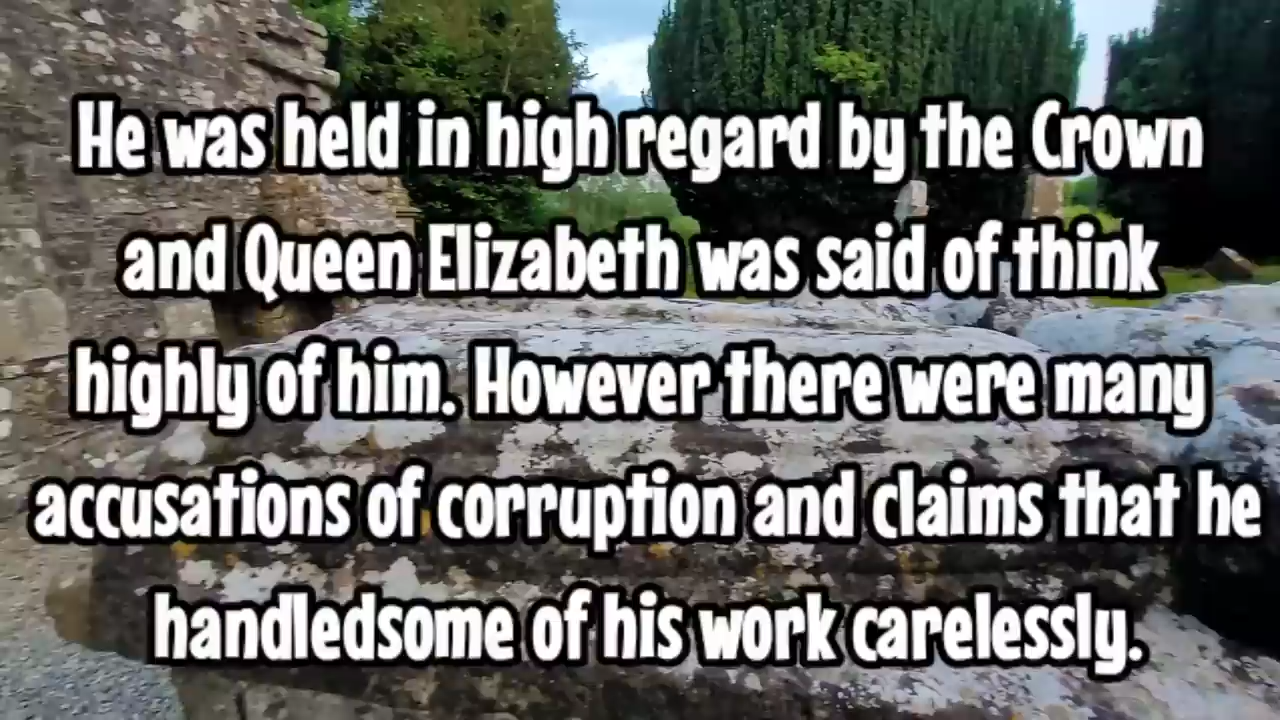 He was held in high regard by the Crown
and Queen Elizabeth was said of think
highly of him. However there were many
accusations of corruption and claims that he
handledsome of his work carelessly.